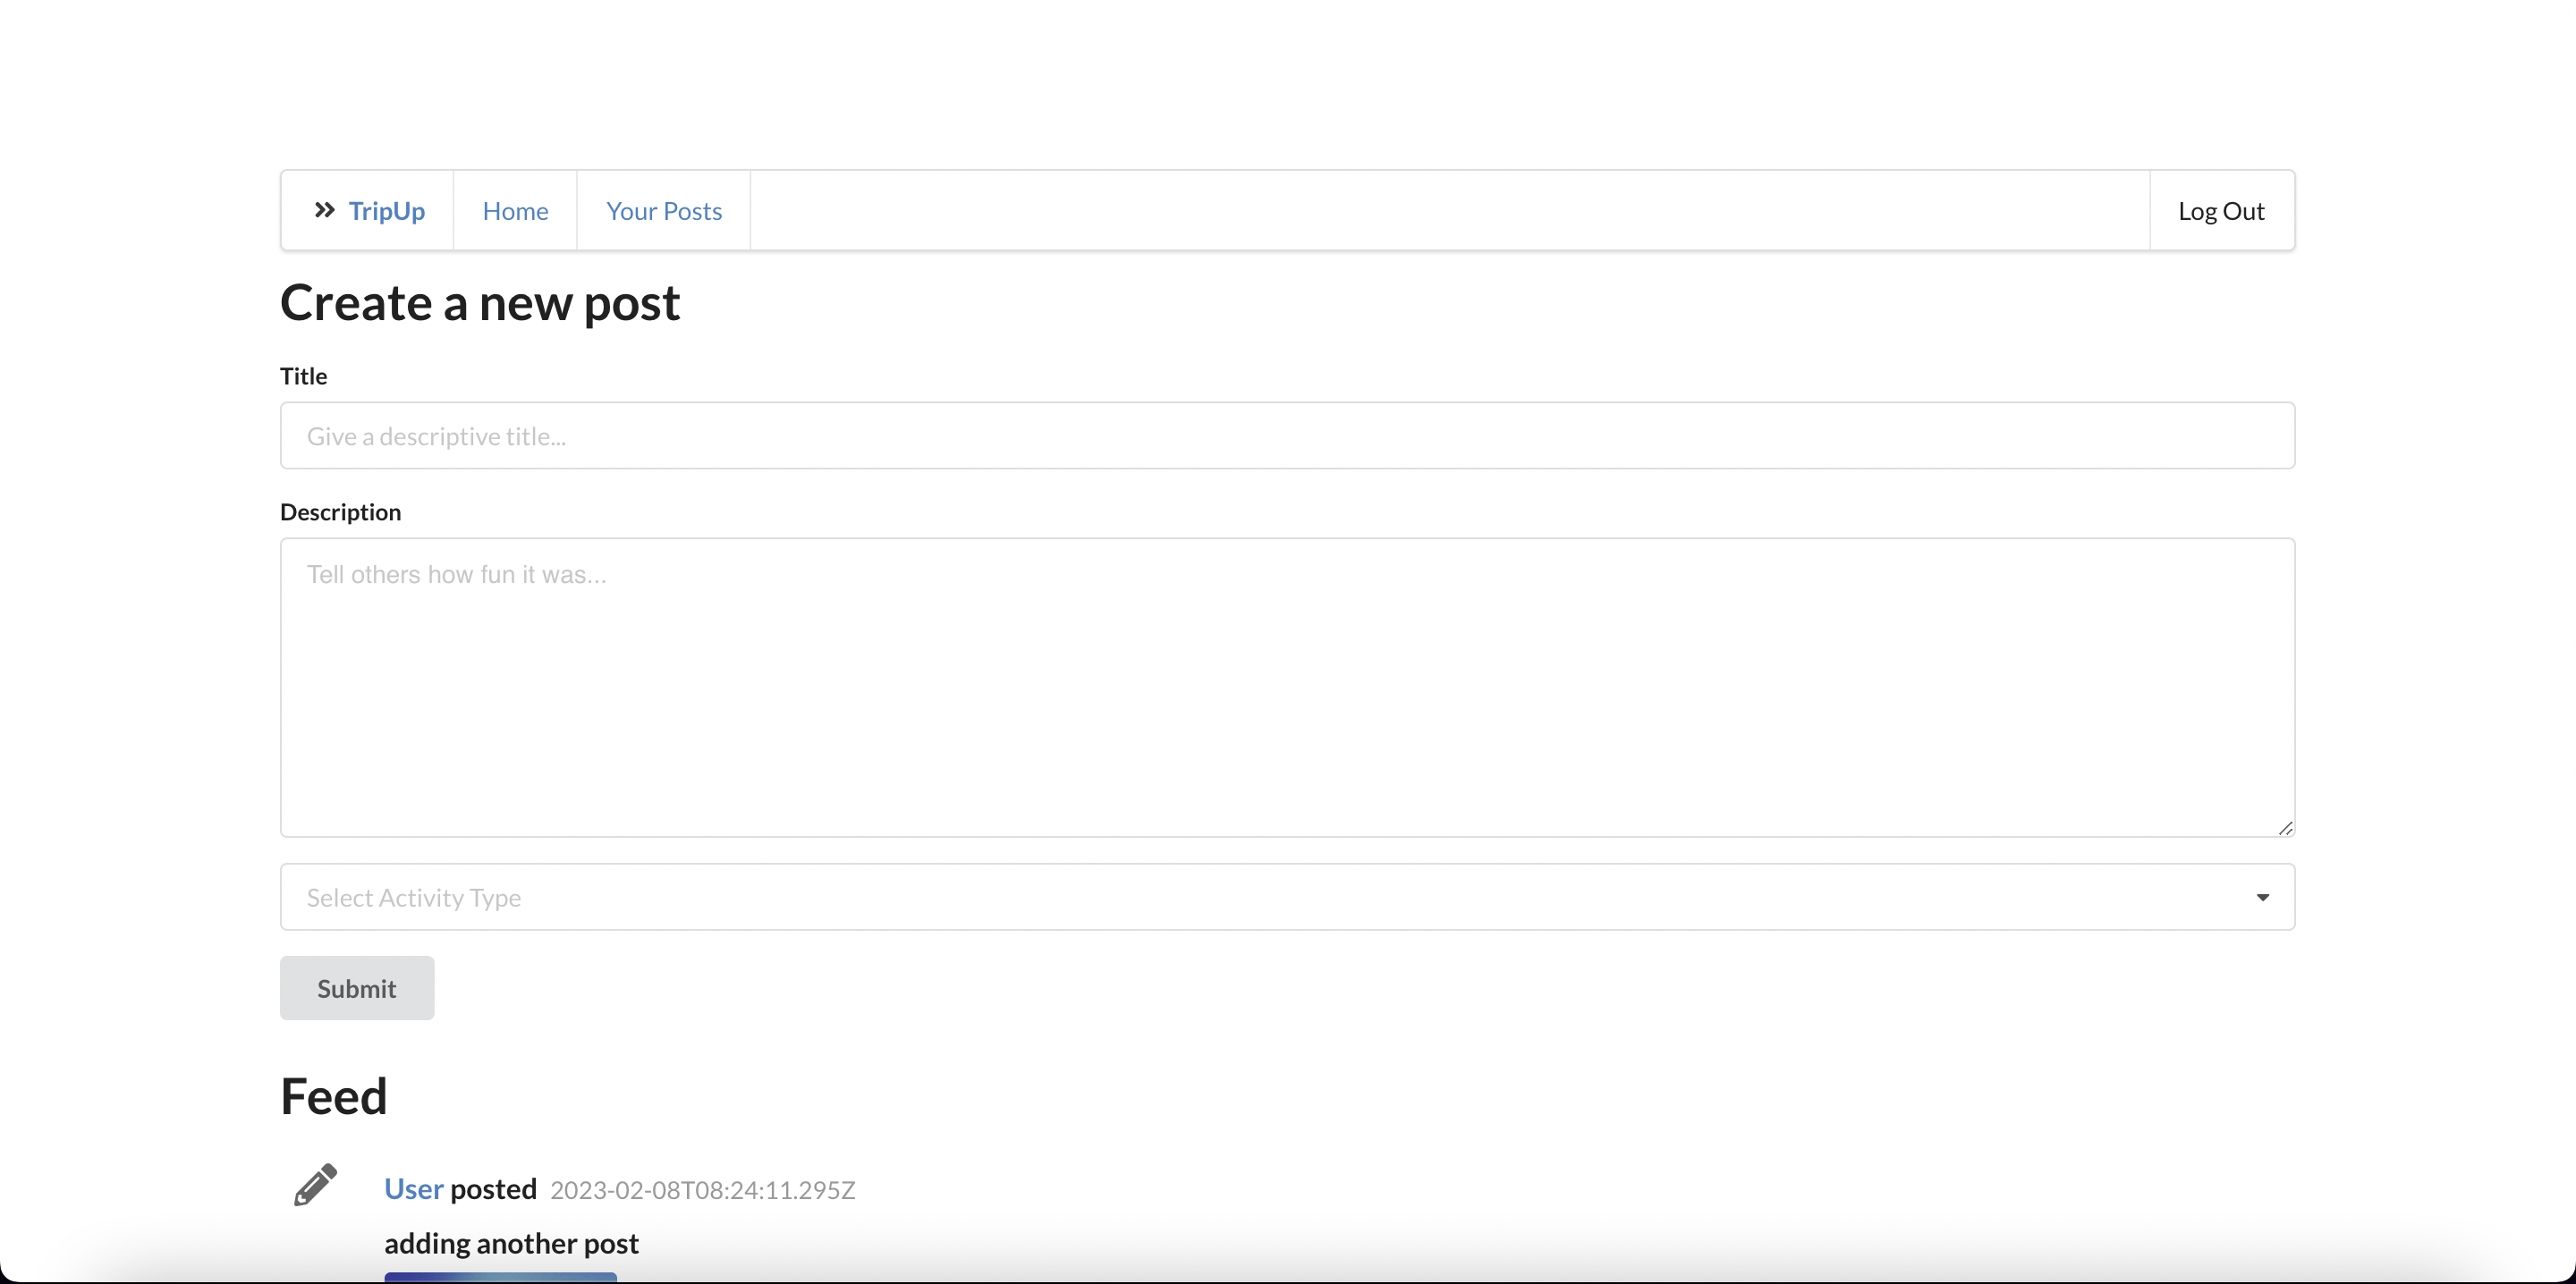 TripUp Home Your Posts Log Out
Create a new post
Title
Give a descriptive title...
Description
Tell others how fun it was...
Select Activity Type
Submit
Feed
User posted 2023-02-08T08:24:11.295Z
adding another post